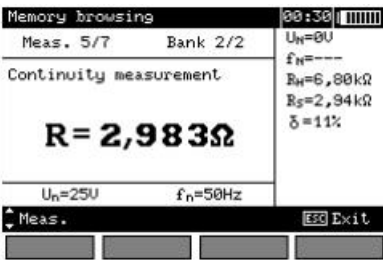 Memory browsing 00:30
Meas. 5/7 Bank 2/2
Continuity measurement
R=2,983Ω
Un=25V fn=50Hz
UN=0V
fN=---
RH=6,80kΩ
RS=2,94kΩ
δ=11%
Meas. ESC Exit